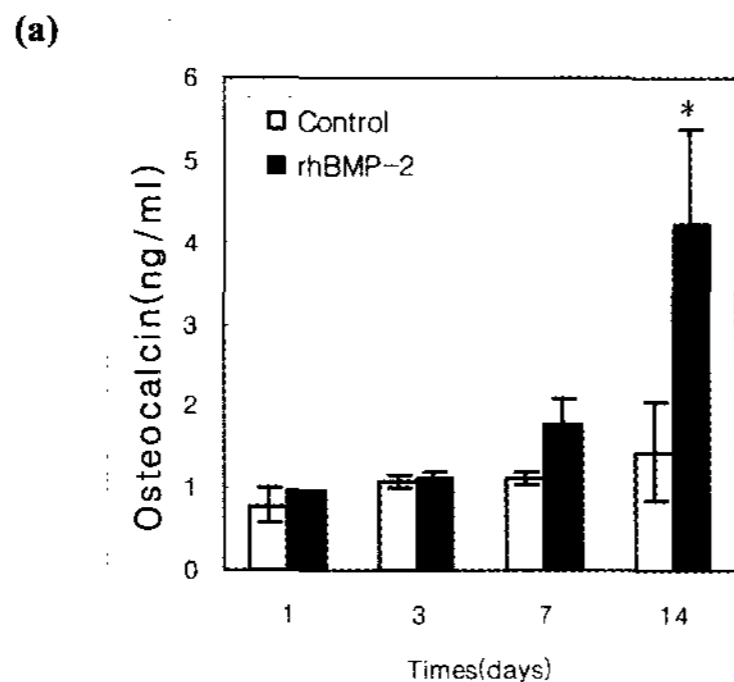 (a)
6
5
4
3
2
1
0
Osteocalcin(ng/ml)
Control
rhBMP-2
*
1 3 7 14
Times(days)